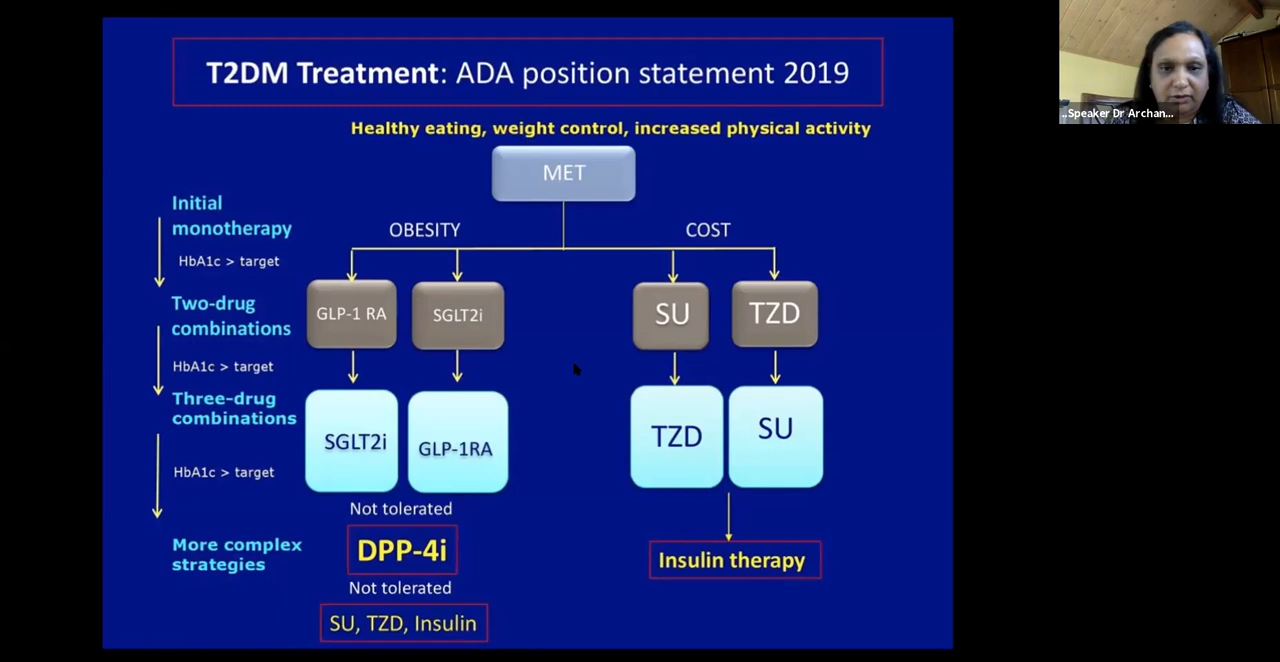 T2DM Treatment: ADA position statement 2019
Healthy eating, weight control, increased physical activity
MET
Initial
monotherapy
OBESITY
COST
HbA1c > target
Two-drug
combinations
GLP-1 RA
SGLT2i
SU
TZD
HbA1c > target
Three-drug
combinations
SGLT2i
GLP-1RA
TZD
SU
HbA1c > target
Not tolerated
More complex
strategies
DPP-4i
Insulin therapy
Not tolerated
SU, TZD, Insulin
..Speaker Dr Archan...